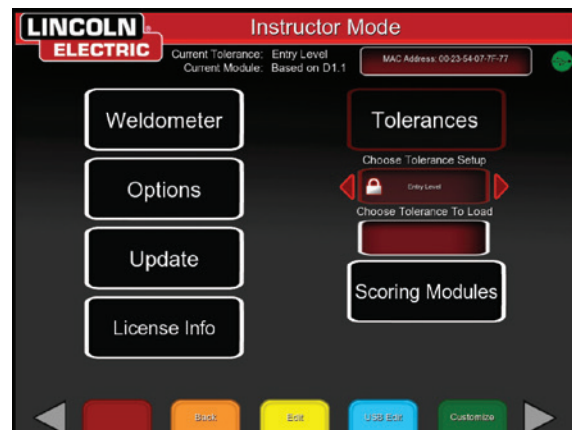 LINCOLN
ELECTRIC
Instructor Mode
Current Tolerance: Entry Level
Current Module: Based on D1.1
MAC Address: 00-23-54-07-7F-77
Weldometer
Options
Update
License Info
Tolerances
Choose Tolerance Setup
Entry Level
Choose Tolerance To Load
Scoring Modules
Back
Edit
USB Edit
Customize